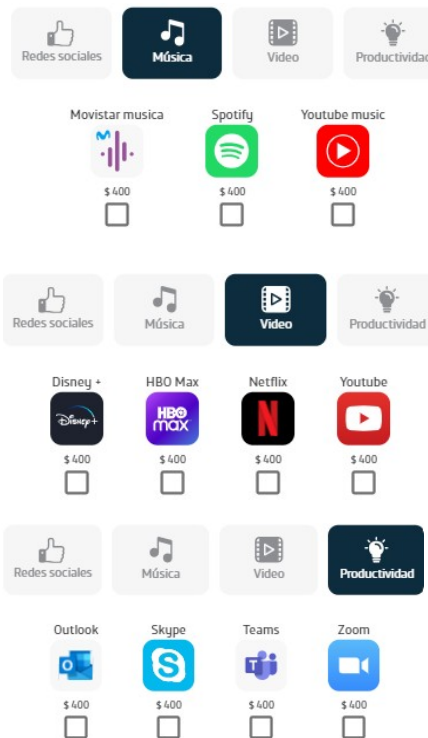 Redes sociales Música Video Productividad
Movistar musica Spotify Youtube music
$ 400 $ 400 $ 400
Redes sociales Música Video Productividad
Disney + HBO Max Netflix Youtube
Disney+ HBO max N
$ 400 $ 400 $ 400 $ 400
Redes sociales Música Video Productividad
Outlook Skype Teams Zoom
O S T
$ 400 $ 400 $ 400 $ 400